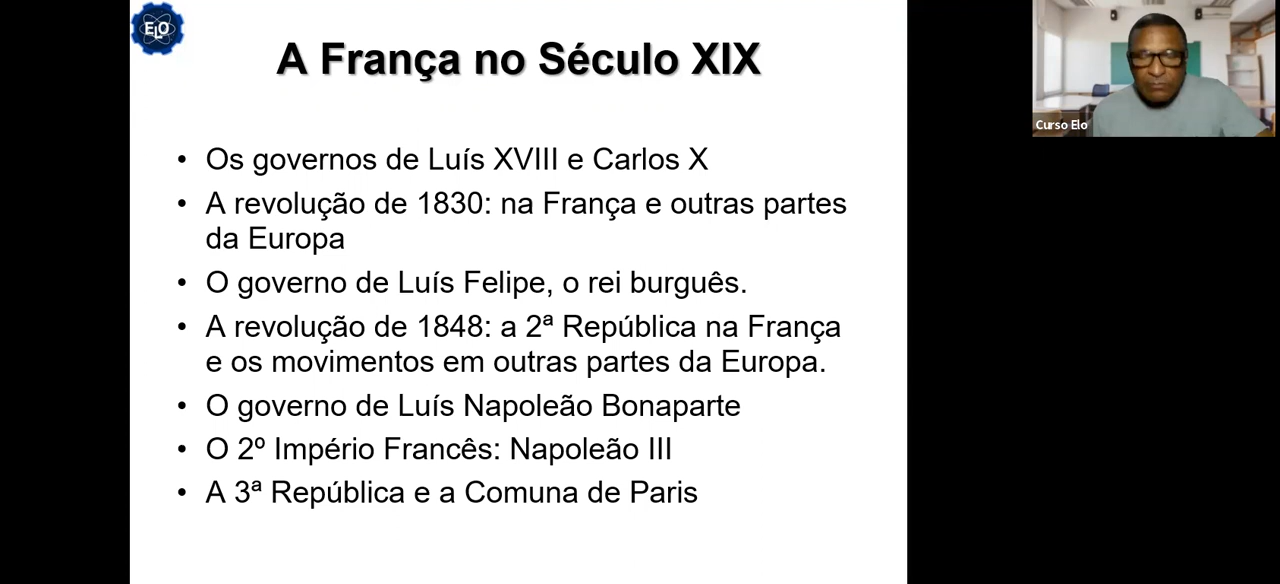 ELO
A França no Século XIX
• Os governos de Luís XVIII e Carlos X
• A revolução de 1830: na França e outras partes
da Europa
• O governo de Luís Felipe, o rei burguês.
• A revolução de 1848: a 2ª República na França
e os movimentos em outras partes da Europa.
• O governo de Luís Napoleão Bonaparte
• O 2º Império Francês: Napoleão III
• A 3ª República e a Comuna de Paris
Curso Elo